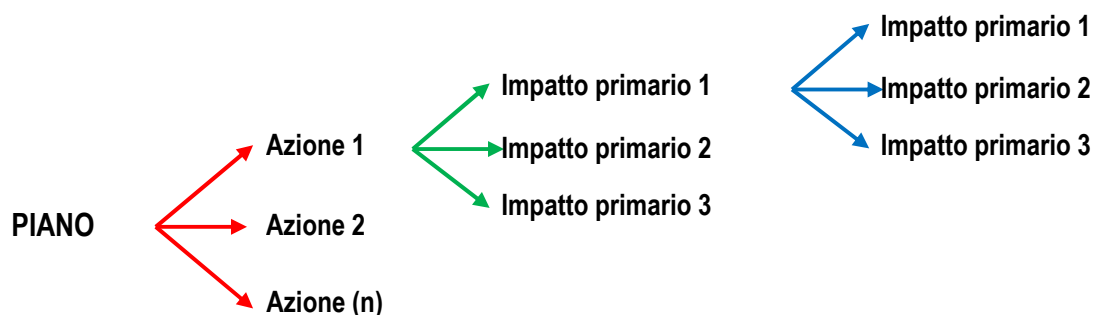 PIANO
Azione 1
Azione 2
Azione (n)
Impatto primario 1
Impatto primario 2
Impatto primario 3
Impatto primario 1
Impatto primario 2
Impatto primario 3